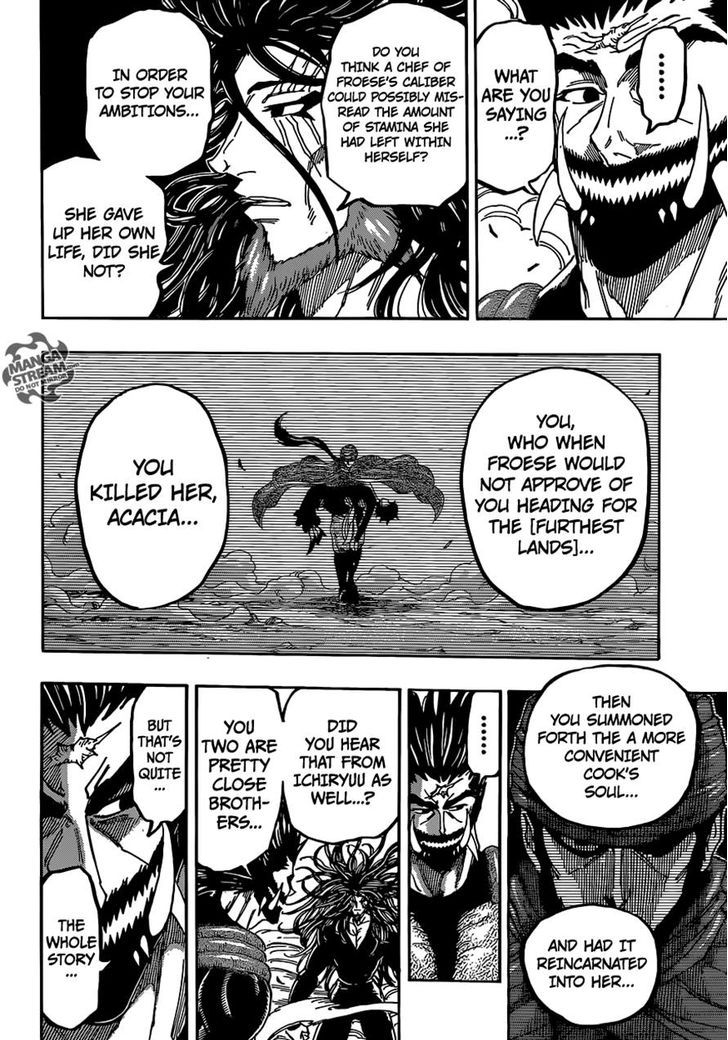 ......
WHAT
ARE YOU
SAYING
...?
DO YOU
THINK A CHEF OF
FROESE'S CALIBER
COULD POSSIBLY MIS-
READ THE AMOUNT
OF STAMINA SHE
HAD LEFT WITHIN
HERSELF?
IN ORDER
TO STOP YOUR
AMBITIONS...
SHE GAVE
UP HER OWN
LIFE, DID SHE
NOT?
MANGA
STREAM.com
DO NOT MIRROR
YOU,
WHO WHEN
FROESE WOULD
NOT APPROVE OF
YOU HEADING FOR
THE [FURTHEST
LANDS]...
YOU
KILLED HER,
ACACIA...
THEN
YOU SUMMONED
FORTH THE A MORE
CONVENIENT
COOK'S
SOUL...
AND HAD IT
REINCARNATED
INTO HER...
......
DID
YOU HEAR
THAT FROM
ICHIRYUU AS
WELL...?
YOU
TWO ARE
PRETTY
CLOSE
BROTH-
ERS...
BUT
THAT'S
NOT
QUITE
...
THE
WHOLE
STORY
...